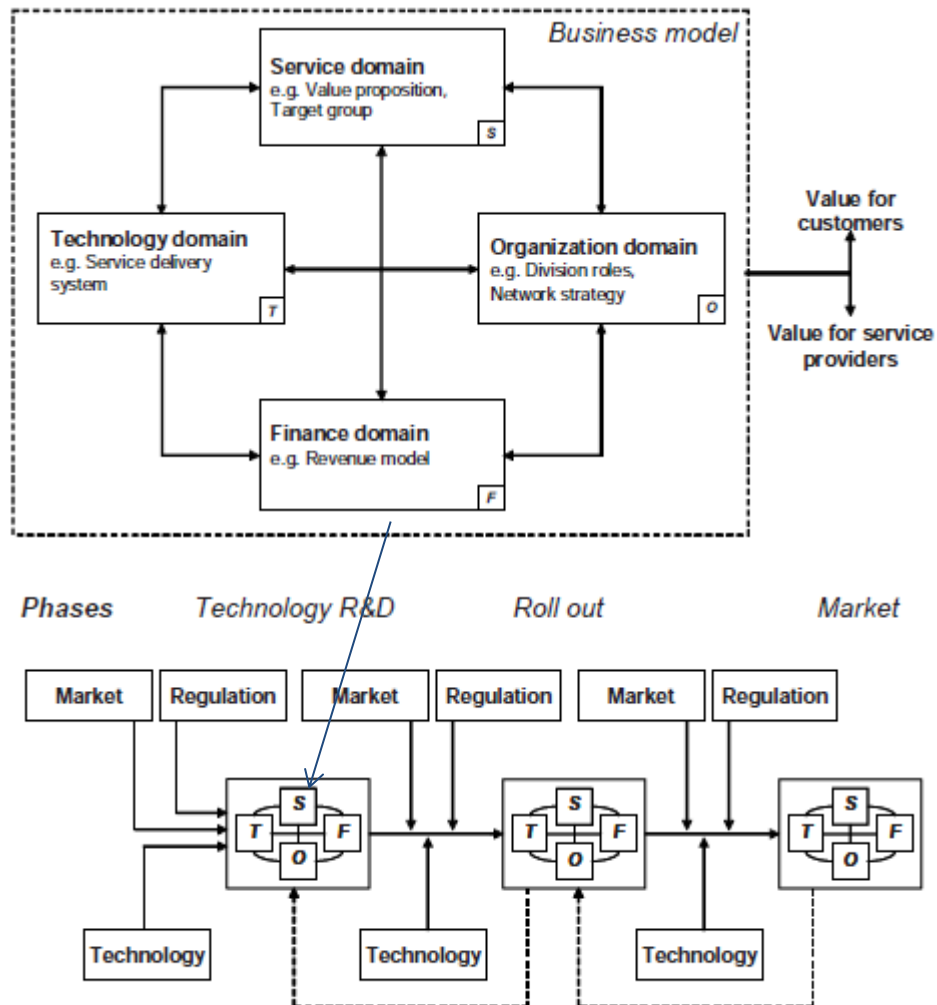 Business model
Service domain
e.g. Value proposition,
Target group
S
Technology domain
e.g. Service delivery
system
T
Organization domain
e.g. Division roles,
Network strategy
O
Value for
customers
Value for service
providers
Finance domain
e.g. Revenue model
F
Phases Technology R&D Roll out Market
Market Regulation Market Regulation Market Regulation
S S S
T F T F T F
O O O
Technology Technology Technology